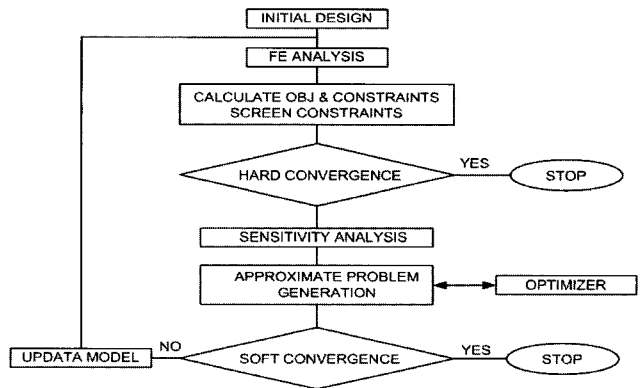 INITIAL DESIGN
FE ANALYSIS
CALCULATE OBJ & CONSTRAINTS
SCREEN CONSTRAINTS
HARD CONVERGENCE
YES
STOP
SENSITIVITY ANALYSIS
APPROXIMATE PROBLEM
GENERATION
OPTIMIZER
UPDATA MODEL
NO
SOFT CONVERGENCE
YES
STOP